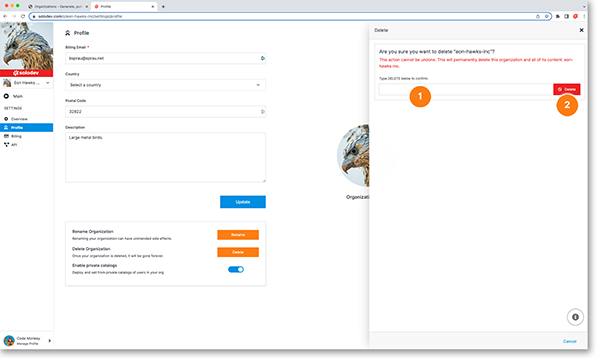 Organizations - Generate, pu
Profile
solodev.com/c/eon-hawks-inc/settings/profile
solodev
Eon Hawks ...
Main
SETTINGS
Overview
Profile
Billing
API
Code Monkey
Manage Profile
Profile
Billing Email *
bsprau@sprau.net
Country
Select a country
Postal Code
32922
Description
Large metal birds.
Update
Rename Organization
Renaming your organization can have unintended side effects.
Rename
Delete Organization
Once your organization is deleted, it will be gone forever.
Delete
Enable private catalogs
Deploy and sell from private catalogs of users in your org
Organizat
Delete
Are you sure you want to delete "eon-hawks-inc"?
This action cannot be undone. This will permanently delete this organization and all of its content: eon-
hawks-inc.
Type DELETE below to confirm.
1
Delete
2
Cancel